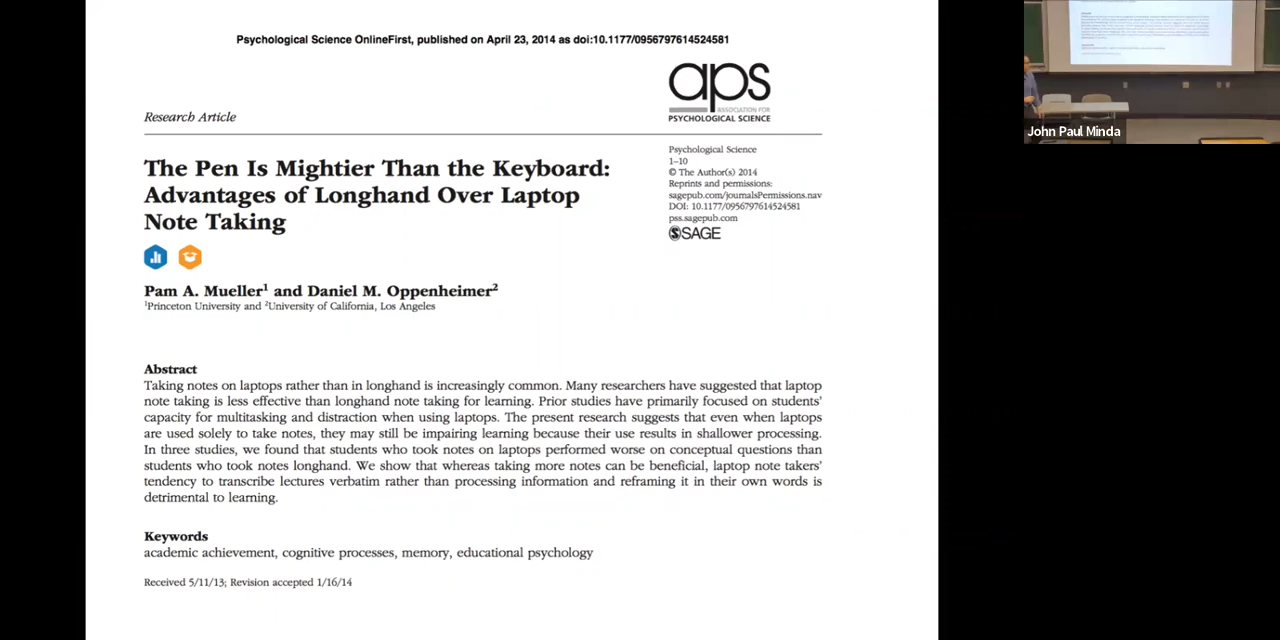 Psychological Science OnlineFirst, published on April 23, 2014 as doi:10.1177/0956797614524581
aps
ASSOCIATION FOR
PSYCHOLOGICAL SCIENCE
Research Article
The Pen Is Mightier Than the Keyboard:
Advantages of Longhand Over Laptop
Note Taking
Psychological Science
1–10
© The Author(s) 2014
Reprints and permissions:
sagepub.com/journalsPermissions.nav
DOI: 10.1177/0956797614524581
pss.sagepub.com
SAGE
Pam A. Mueller1 and Daniel M. Oppenheimer2
1Princeton University and 2University of California, Los Angeles
Abstract
Taking notes on laptops rather than in longhand is increasingly common. Many researchers have suggested that laptop
note taking is less effective than longhand note taking for learning. Prior studies have primarily focused on students’
capacity for multitasking and distraction when using laptops. The present research suggests that even when laptops
are used solely to take notes, they may still be impairing learning because their use results in shallower processing.
In three studies, we found that students who took notes on laptops performed worse on conceptual questions than
students who took notes longhand. We show that whereas taking more notes can be beneficial, laptop note takers’
tendency to transcribe lectures verbatim rather than processing information and reframing it in their own words is
detrimental to learning.
Keywords
academic achievement, cognitive processes, memory, educational psychology
Received 5/11/13; Revision accepted 1/16/14
John Paul Minda